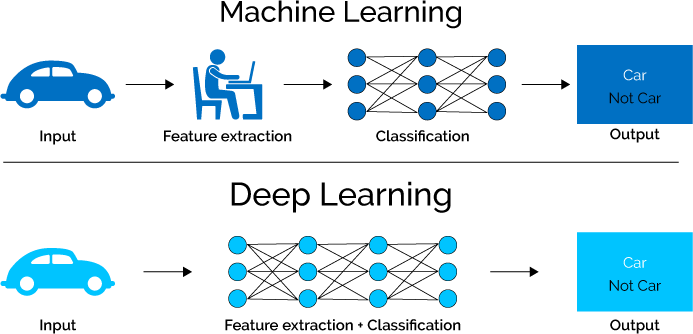 Machine Learning
Car
Not Car
Input
Feature extraction
Classification
Output
Deep Learning
Car
Not Car
Input
Feature extraction + Classification
Output